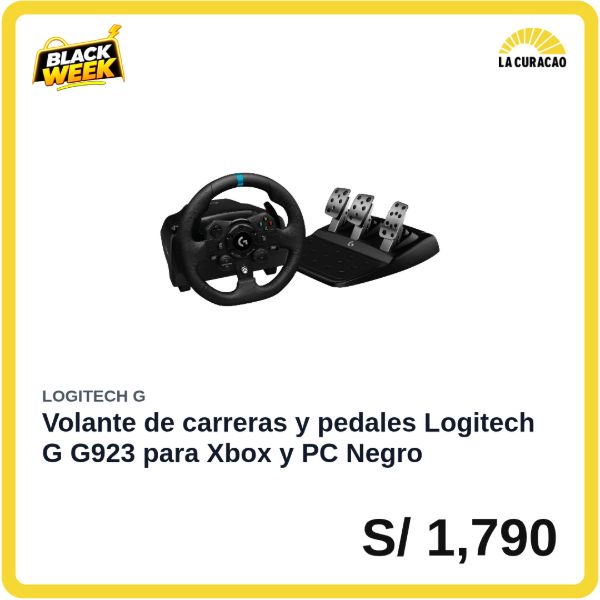 BLACK
WEEK
LA CURACAO
LOGITECH G
Volante de carreras y pedales Logitech
G G923 para Xbox y PC Negro
S/ 1,790